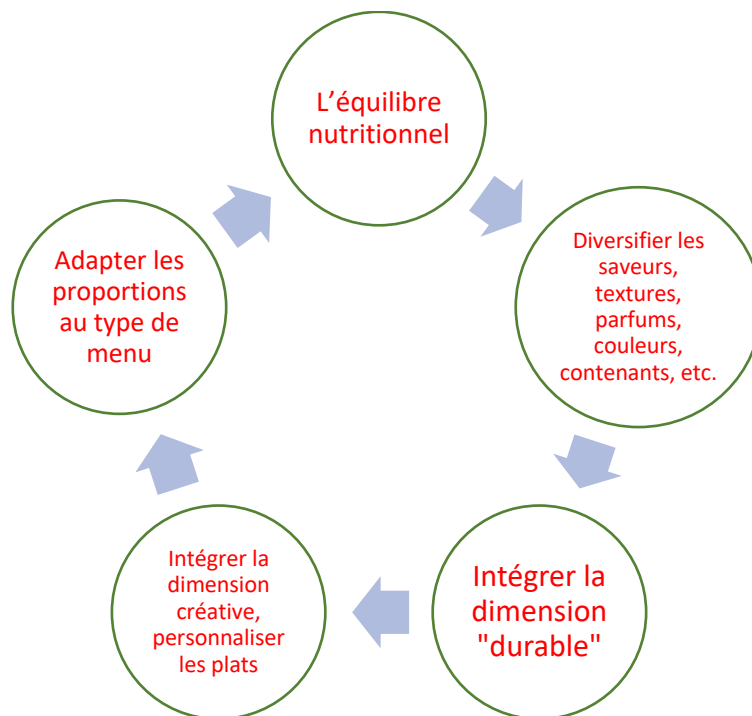 L'équilibre
nutritionnel
Diversifier les
saveurs,
textures,
parfums,
couleurs,
contenants, etc.
Intégrer la
dimension
"durable"
Intégrer la
dimension
créative,
personnaliser
les plats
Adapter les
proportions
au type de
menu